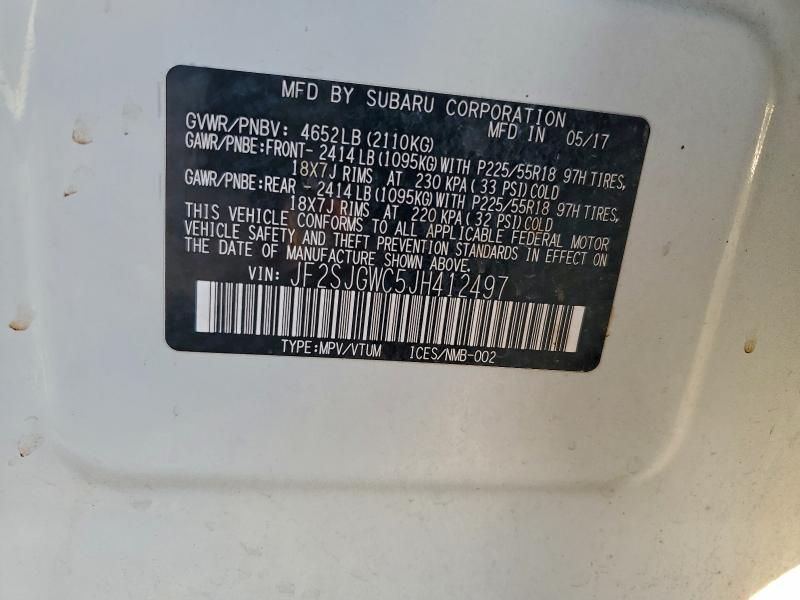 MFD BY SUBARU CORPORATION
MFD IN 05/17
GVWR/PNBV: 4652LB (2110KG)
GAWR/PNBE:FRONT- 2414 LB (1095KG) WITH P225/55R18 97H TIRES,
18X7J RIMS AT 230 KPA (33 PSI) COLD
GAWR/PNBE:REAR - 2414 LB (1095KG) WITH P225/55R18 97H TIRES,
18X7J RIMS AT 220 KPA (32 PSI) COLD
THIS VEHICLE CONFORMS TO ALL APPLICABLE FEDERAL MOTOR
VEHICLE SAFETY AND THEFT PREVENTION STANDARDS IN EFFECT ON
THE DATE OF MANUFACTURE SHOWN ABOVE.
VIN: JF2SJGWC5JH412497
TYPE:MPV/VTUM ICES/NMB-002